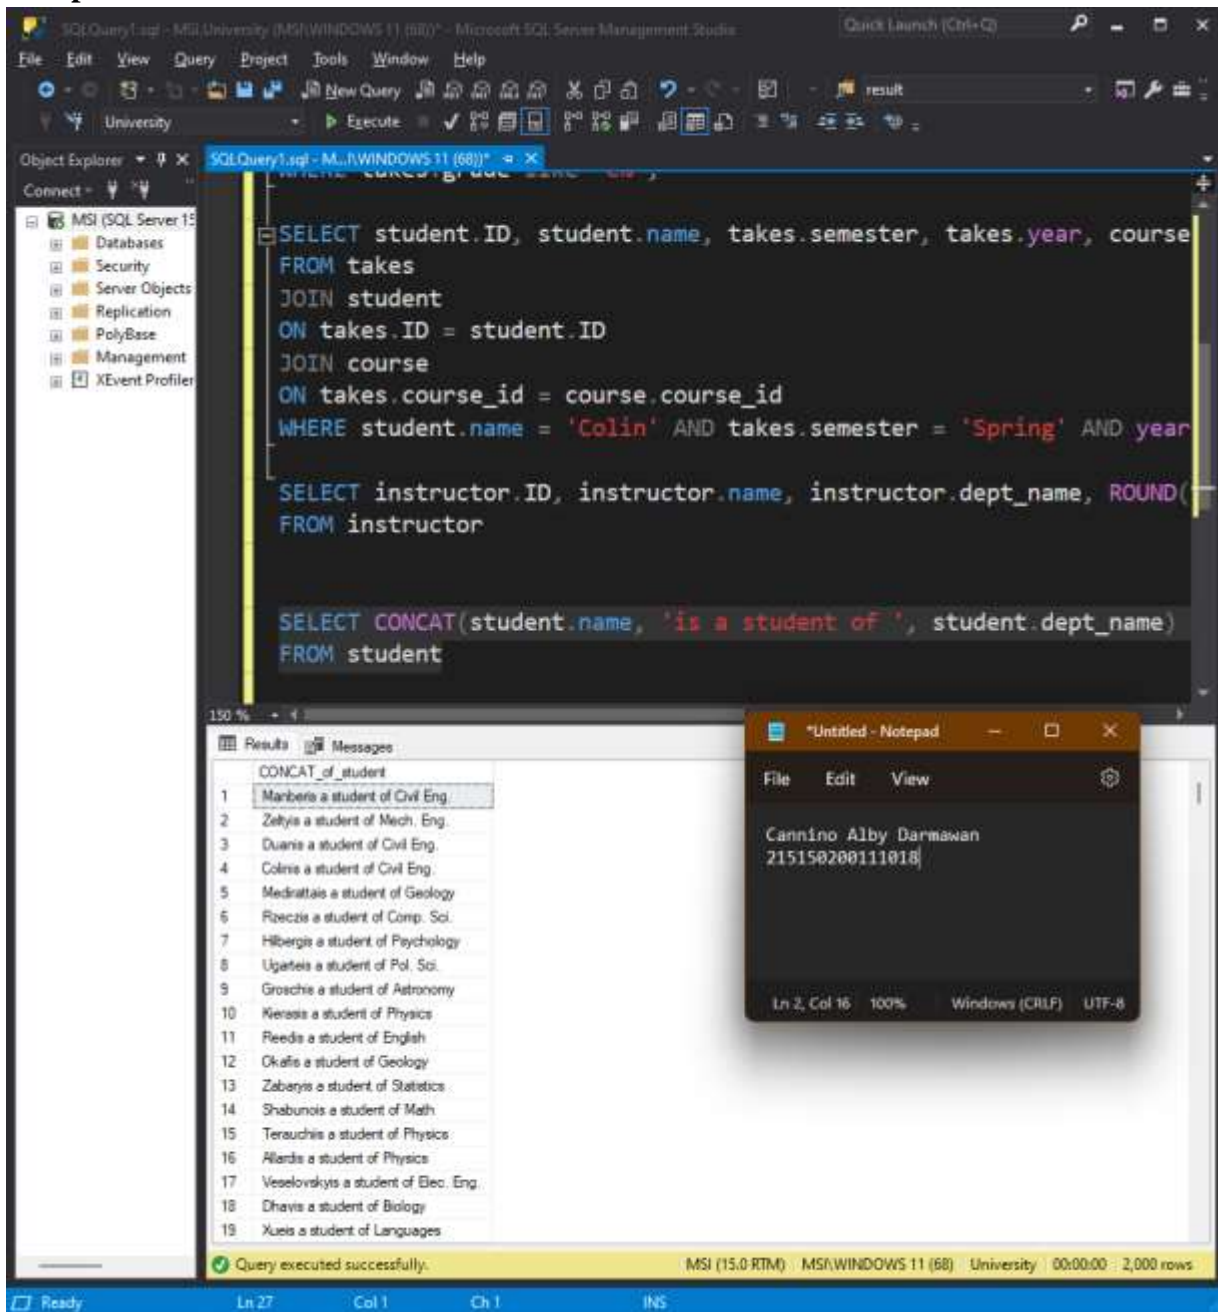 SQLQuery1.sql - MSI.University (MSI\WINDOWS 11 (68))* - Microsoft SQL Server Management Studio
Quick Launch (Ctrl+Q)
File Edit View Query Project Tools Window Help
New Query
result
University
Execute
Object Explorer
SQLQuery1.sql - M...I\WINDOWS 11 (68))*
Connect
WHERE takes.grade like
MSI (SQL Server 15
Databases
Security
Server Objects
Replication
PolyBase
Management
XEvent Profiler
SELECT student.ID, student.name, takes.semester, takes.year, course
FROM takes
JOIN student
ON takes.ID = student.ID
JOIN course
ON takes.course_id = course.course_id
WHERE student.name = 'Colin' AND takes.semester = 'Spring' AND year
SELECT instructor.ID, instructor.name, instructor.dept_name, ROUND(
FROM instructor
SELECT CONCAT(student.name, 'is a student of ', student.dept_name)
FROM student
150 %
Results Messages
CONCAT_of_student
1 Manberis a student of Civil Eng.
2 Zeltyis a student of Mech. Eng.
3 Duanis a student of Civil Eng.
4 Colinis a student of Civil Eng.
5 Medirattais a student of Geology
6 Rzeczis a student of Comp. Sci.
7 Hilbergis a student of Psychology
8 Ugarteis a student of Pol. Sci.
9 Groschis a student of Astronomy
10 Kierasis a student of Physics
11 Reedis a student of English
12 Okafis a student of Geology
13 Zabaryis a student of Statistics
14 Shabunois a student of Math
15 Terauchiis a student of Physics
16 Allardis a student of Physics
17 Veselovskyis a student of Elec. Eng.
18 Dhavis a student of Biology
19 Xueis a student of Languages
*Untitled - Notepad
File Edit View
Cannino Alby Darmawan
215150200111018
Ln 2, Col 16 100% Windows (CRLF) UTF-8
Query executed successfully.
MSI (15.0 RTM) MSI\WINDOWS 11 (68) University 00:00:00 2,000 rows
Ready Ln 27 Col 1 Ch 1 INS